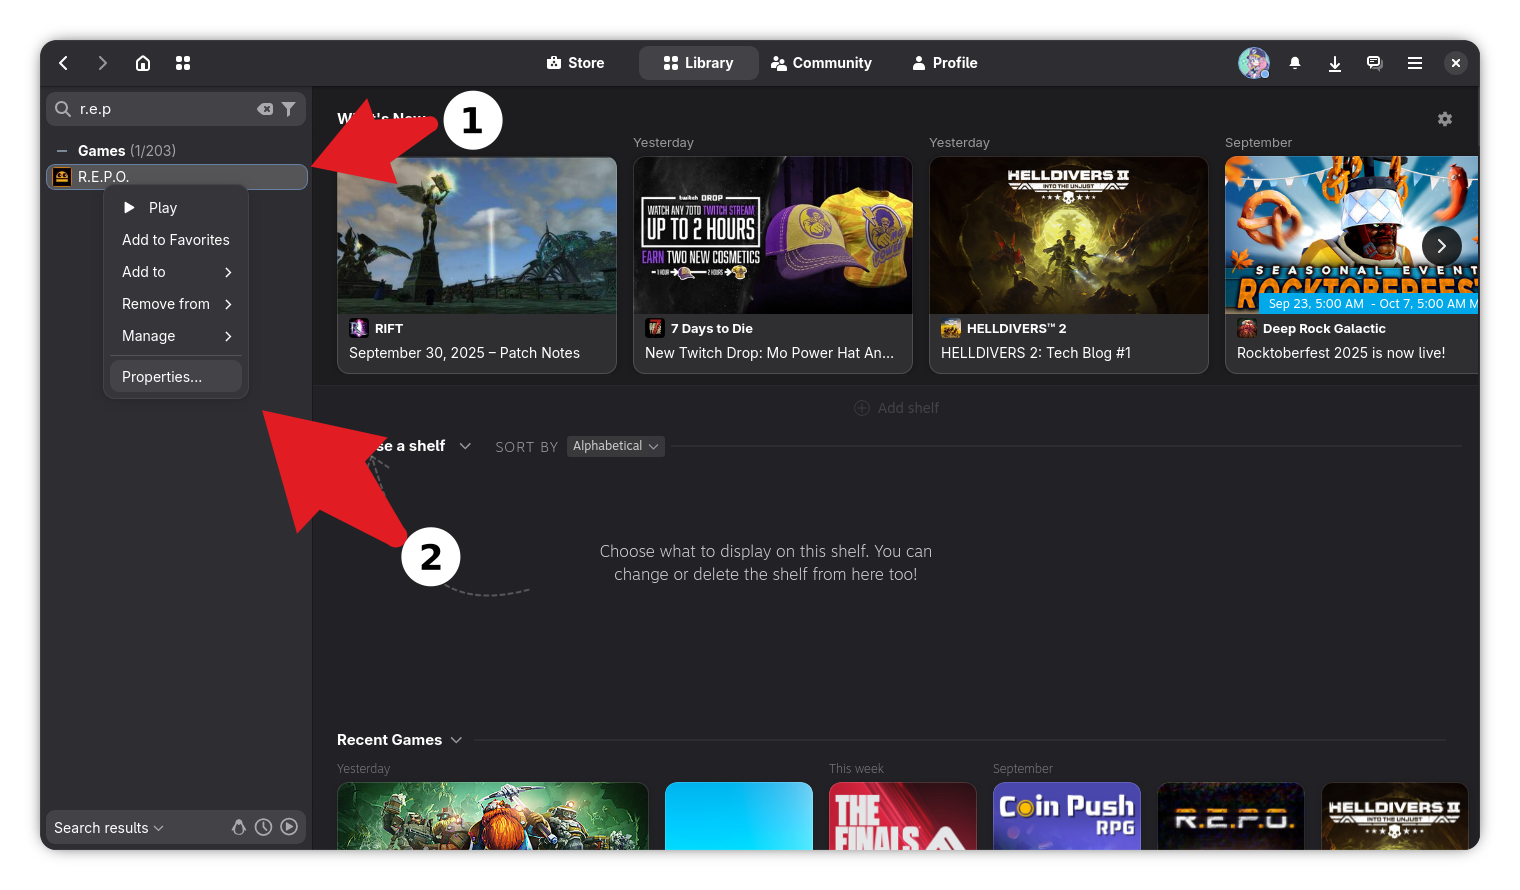 Store
Library
Community
Profile
r.e.p
Games (1/203)
R.E.P.O.
Play
Add to Favorites
Add to
Remove from
Manage
Properties...
1
2
Yesterday
Yesterday
September
twitch DROP
WATCH ANY 7DTD TWITCH STREAM
UP TO 2 HOURS
EARN TWO NEW COSMETICS
1 HOUR
2 HOURS
HELLDIVERS II
INTO THE UNJUST
SEASONAL EVENT
ROCKTOBERFEST
Sep 23, 5:00 AM - Oct 7, 5:00 AM M
RIFT
September 30, 2025 – Patch Notes
7 Days to Die
New Twitch Drop: Mo Power Hat An...
HELLDIVERS™ 2
HELLDIVERS 2: Tech Blog #1
Deep Rock Galactic
Rocktoberfest 2025 is now live!
Add shelf
se a shelf
SORT BY
Alphabetical
Choose what to display on this shelf. You can
change or delete the shelf from here too!
Recent Games
Yesterday
This week
September
THE
FINALS
Coin Push
RPG
R.E.P.O.
HELLDIVERS II
INTO THE UNJUST
Search results